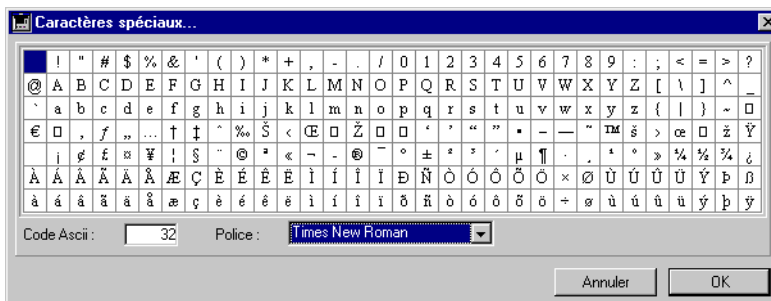 Caractères spéciaux...
! " # $ % & ' ( ) * + , - . / 0 1 2 3 4 5 6 7 8 9 : ; < = > ?
@ A B C D E F G H I J K L M N O P Q R S T U V W X Y Z [ \ ] ^ _
` a b c d e f g h i j k l m n o p q r s t u v w x y z { | } ~ □
€ □ ‚ ƒ „ … † ‡ ˆ ‰ Š ‹ Œ □ Ž □ □ ‘ ’ “ ” • – — ˜ ™ š › œ □ ž Ÿ
¡ ¢ £ ¤ ¥ ¦ § ¨ © ª « ¬ - ® ¯ ° ± ² ³ ´ µ ¶ · ¸ ¹ º » ¼ ½ ¾ ¿
À Á Â Ã Ä Å Æ Ç È É Ê Ë Ì Í Î Ï Ð Ñ Ò Ó Ô Õ Ö × Ø Ù Ú Û Ü Ý Þ ß
à á â ã ä å æ ç è é ê ë ì í î ï ð ñ ò ó ô õ ö ÷ ø ù ú û ü ý þ ÿ
Code Ascii : 32 Police : Times New Roman
Annuler OK